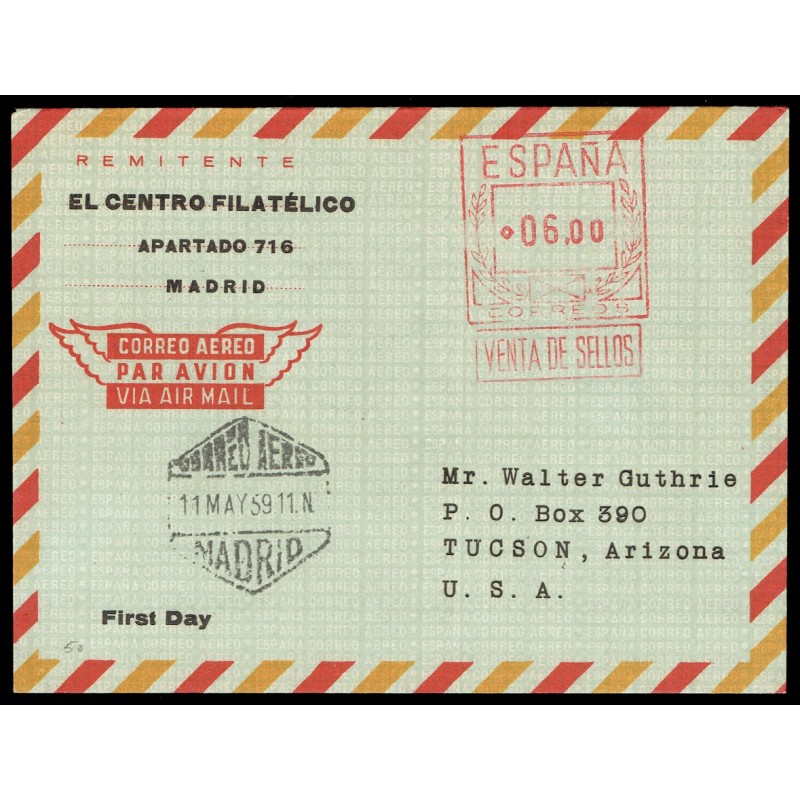 REMITENTE
EL CENTRO FILATÉLICO
APARTADO 716
MADRID
ESPAÑA
06,00
CORREOS
VENTA DE SELLOS
CORREO AEREO
PAR AVION
VIA AIR MAIL
CORREO AEREO
11 MAY 59 11.N
MADRID
Mr. Walter Guthrie
P. O. Box 390
TUCSON, Arizona
U. S. A.
First Day
50